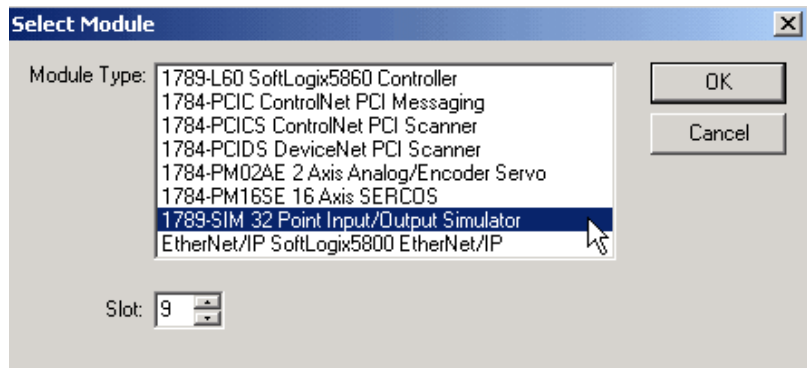 Select Module
Module Type:
1789-L60 SoftLogix5860 Controller
1784-PCIC ControlNet PCI Messaging
1784-PCICS ControlNet PCI Scanner
1784-PCIDS DeviceNet PCI Scanner
1784-PM02AE 2 Axis Analog/Encoder Servo
1784-PM16SE 16 Axis SERCOS
1789-SIM 32 Point Input/Output Simulator
EtherNet/IP SoftLogix5800 EtherNet/IP
OK
Cancel
Slot: 9